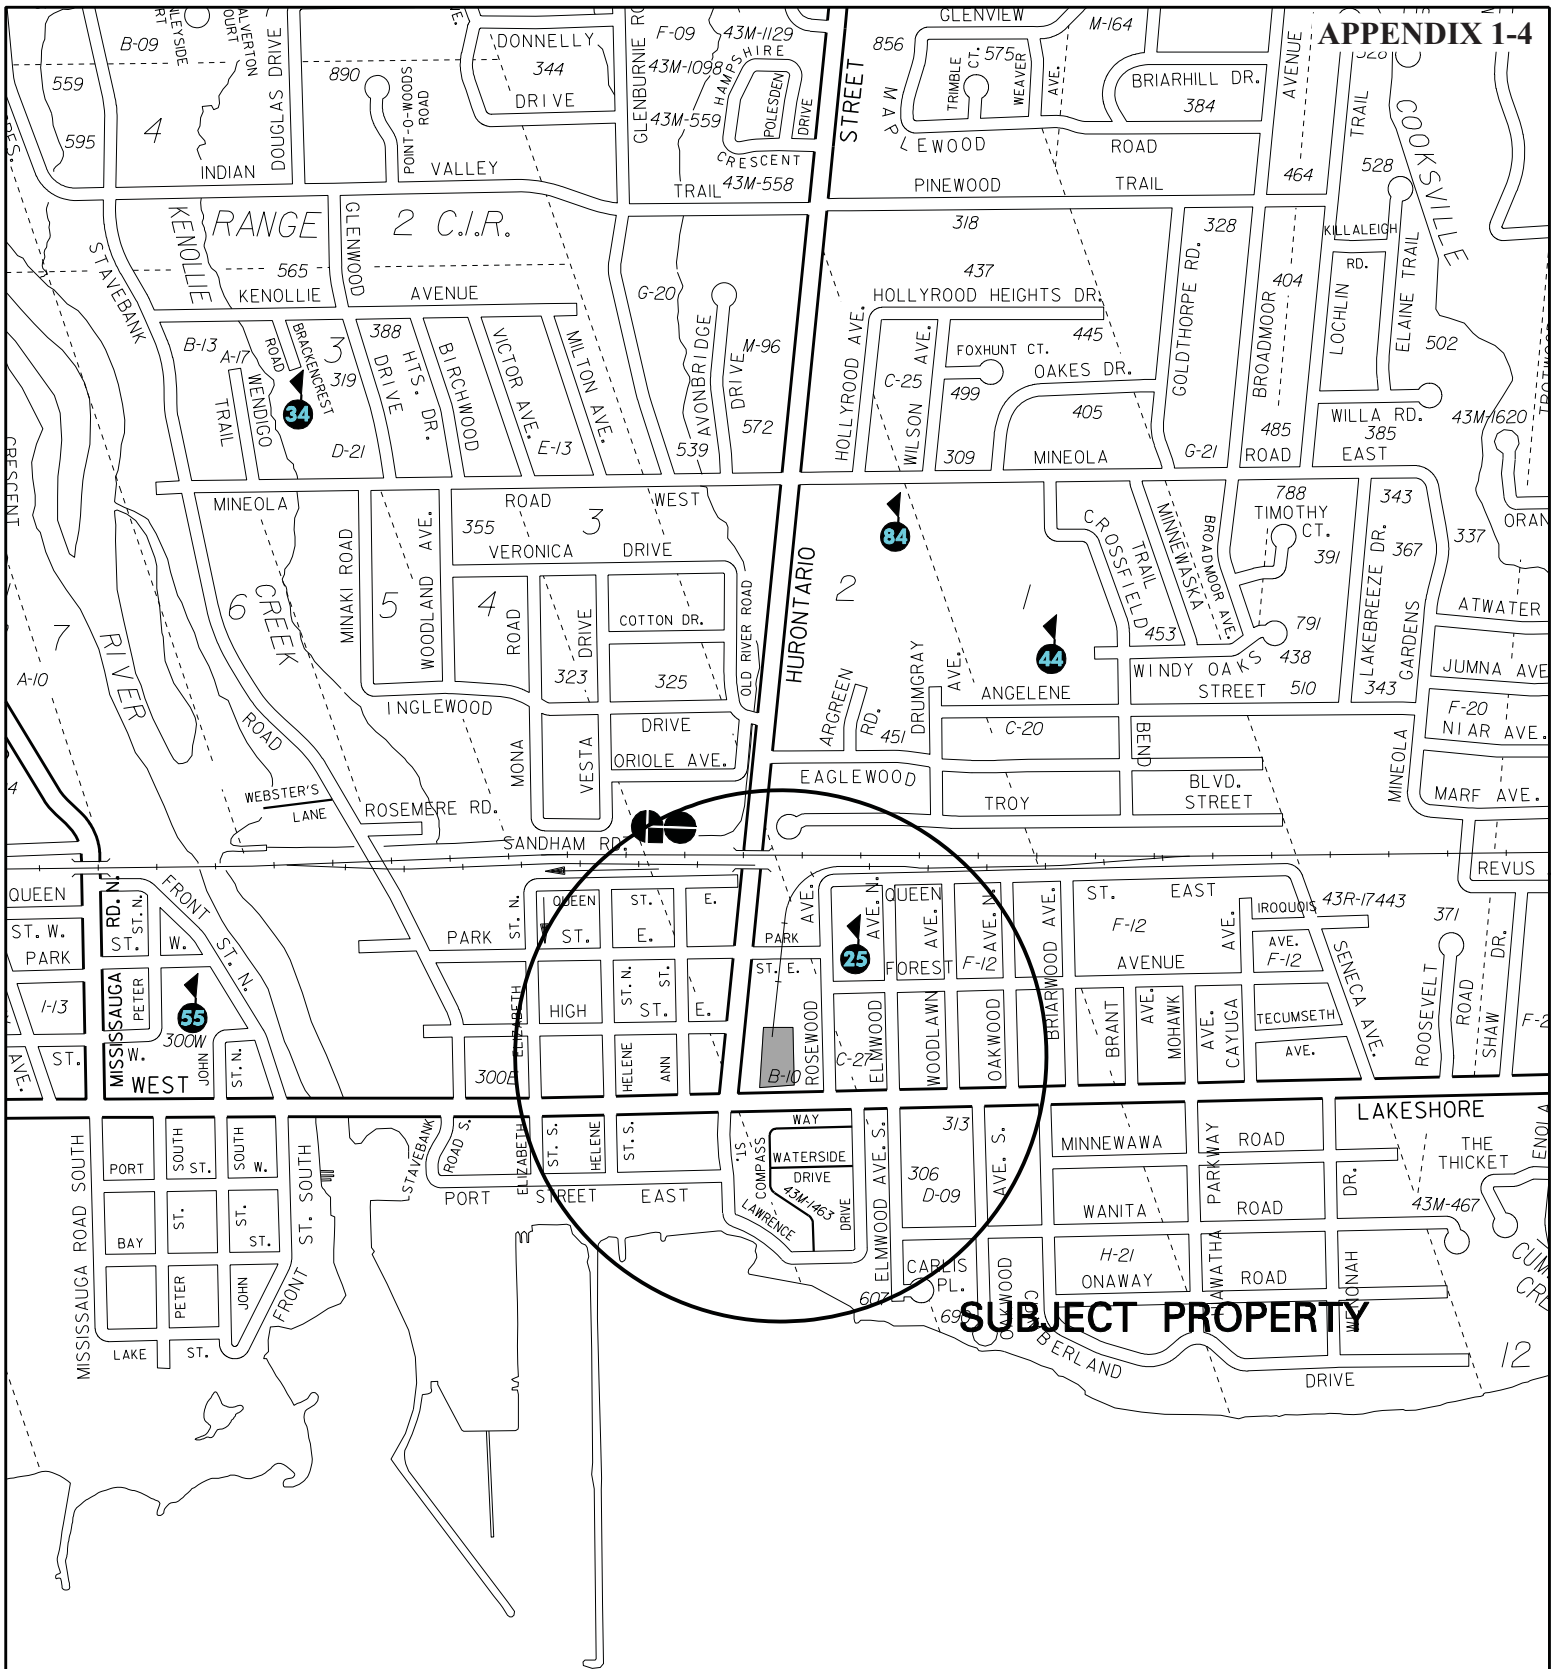 APPENDIX 1-4
GLENVIEW
M-164
B-09
DONNELLY
344
DRIVE
F-09
43M-1129
HAMPSHIRE
43M-1098
43M-559
POLESDEN
DRIVE
CRESCENT
43M-558
STREET
856
575
TRIMBLE CT.
WEAVER AVE.
BRIARHILL DR.
384
AVENUE
TRAIL
COOKSVILLE
559
595
4
890
DOUGLAS DRIVE
POINT-O-WOODS ROAD
MAPLEWOOD ROAD
464
528
INDIAN VALLEY TRAIL
PINEWOOD TRAIL
RANGE 2 C.I.R.
KENOLLIE
GLENWOOD
318
328
KILLALEIGH RD.
STAVEBANK
565
437
404
KENOLLIE AVENUE
G-20
HOLLYROOD HEIGHTS DR.
445
GOLDTHORPE RD.
BROADMOOR
LOCHLIN
ELAINE TRAIL
502
B-13
A-17
BRACKENCREST ROAD
3
319
388
HTS. DR.
DRIVE
BIRCHWOOD
VICTOR AVE.
MILTON AVE.
AVONBRIDGE DRIVE
M-96
HOLLYROOD AVE.
WILSON AVE.
C-25
FOXHUNT CT.
499
OAKES DR.
405
WENDIGO TRAIL
34
D-21
E-13
539
572
309
MINEOLA ROAD EAST
G-21
485
WILLA RD.
385
43M-1620
CRESCENT
MINEOLA ROAD WEST
355
3
84
788
TIMOTHY CT.
343
337
MINAKI ROAD
WOODLAND AVE.
VERONICA DRIVE
HURONTARIO
CROSSFIELD
TRAIL
MINNEWASKA
BROADMOOR AVE.
391
367
LAKEBREEZE DR.
ATWATER
7
6
CREEK
5
4
ROAD
DRIVE
COTTON DR.
OLD RIVER ROAD
2
1
44
453
791
438
GARDENS
JUMNA AVE
RIVER
A-10
323
325
WINDY OAKS
STREET
510
343
INGLEWOOD DRIVE
ANGELENE
ARGREEN RD.
451
DRUMGRAY AVE.
C-20
BEND
F-20
NIAR AVE.
ROAD
MONA
VESTA
ORIOLE AVE.
EAGLEWOOD BLVD.
MINEOLA
WEBSTER'S LANE
ROSEMERE RD.
TROY STREET
MARF AVE.
SANDHAM RD.
REVUS
QUEEN
FRONT ST. N.
QUEEN ST. E.
QUEEN ST. EAST
IROQUOIS AVE.
43R-17443
371
ST. W.
PARK
RD. N.
ST. N.
ST. W.
PARK ST. E.
PARK ST. E.
AVE.
25
AVE. N.
FOREST AVENUE
F-12
F-12
F-12
SENECA AVE.
SHAW DR.
I-13
MISSISSAUGA
PETER
55
300W
HIGH ST. E.
ROSEWOOD
ELMWOOD
WOODLAWN AVE.
OAKWOOD AVE. N.
BRIARWOOD AVE.
BRANT AVE.
MOHAWK AVE.
CAYUGA AVE.
TECUMSETH AVE.
ROOSEVELT ROAD
ST. W.
AVE.
WEST
JOHN ST. N.
300E
ELIZABETH ST. N.
HELENE ST. N.
ANN ST.
B-10
C-27
LAKESHORE
MISSISSAUGA ROAD SOUTH
PORT ST. W.
SOUTH
SOUTH
STAVEBANK ROAD S.
ELIZABETH ST. S.
HELENE ST. S.
PORT STREET EAST
ST.
COMPASS WAY
WATERSIDE DRIVE
43M-1463
LAWRENCE DRIVE
ELMWOOD AVE. S.
313
306
D-09
AVE. S.
OAKWOOD
MINNEWAWA ROAD
WANITA ROAD
HIAWATHA PARKWAY
WENONAH DR.
THE THICKET
43M-467
ENOLA
BAY ST.
PETER ST.
JOHN ST.
FRONT ST. SOUTH
LAKE ST.
CARLIS PL.
607
H-21
ONAWAY ROAD
SUBJECT PROPERTY
CUMBERLAND DRIVE
12